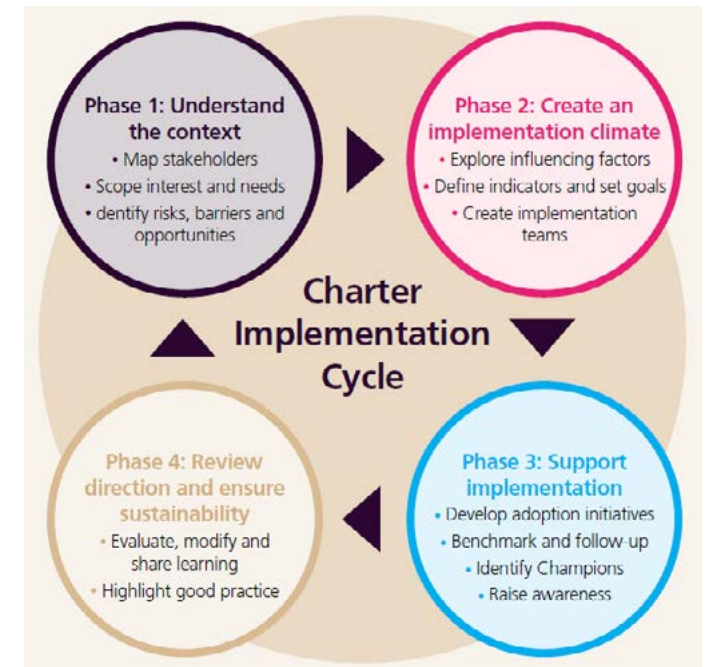 Phase 1: Understand
the context
• Map stakeholders
• Scope interest and needs
• dentify risks, barriers and
opportunities
Phase 2: Create an
implementation climate
• Explore influencing factors
• Define indicators and set goals
• Create implementation
teams
Charter
Implementation
Cycle
Phase 3: Support
implementation
• Develop adoption initiatives
• Benchmark and follow-up
• Identify Champions
• Raise awareness
Phase 4: Review
direction and ensure
sustainability
• Evaluate, modify and
share learning
• Highlight good practice